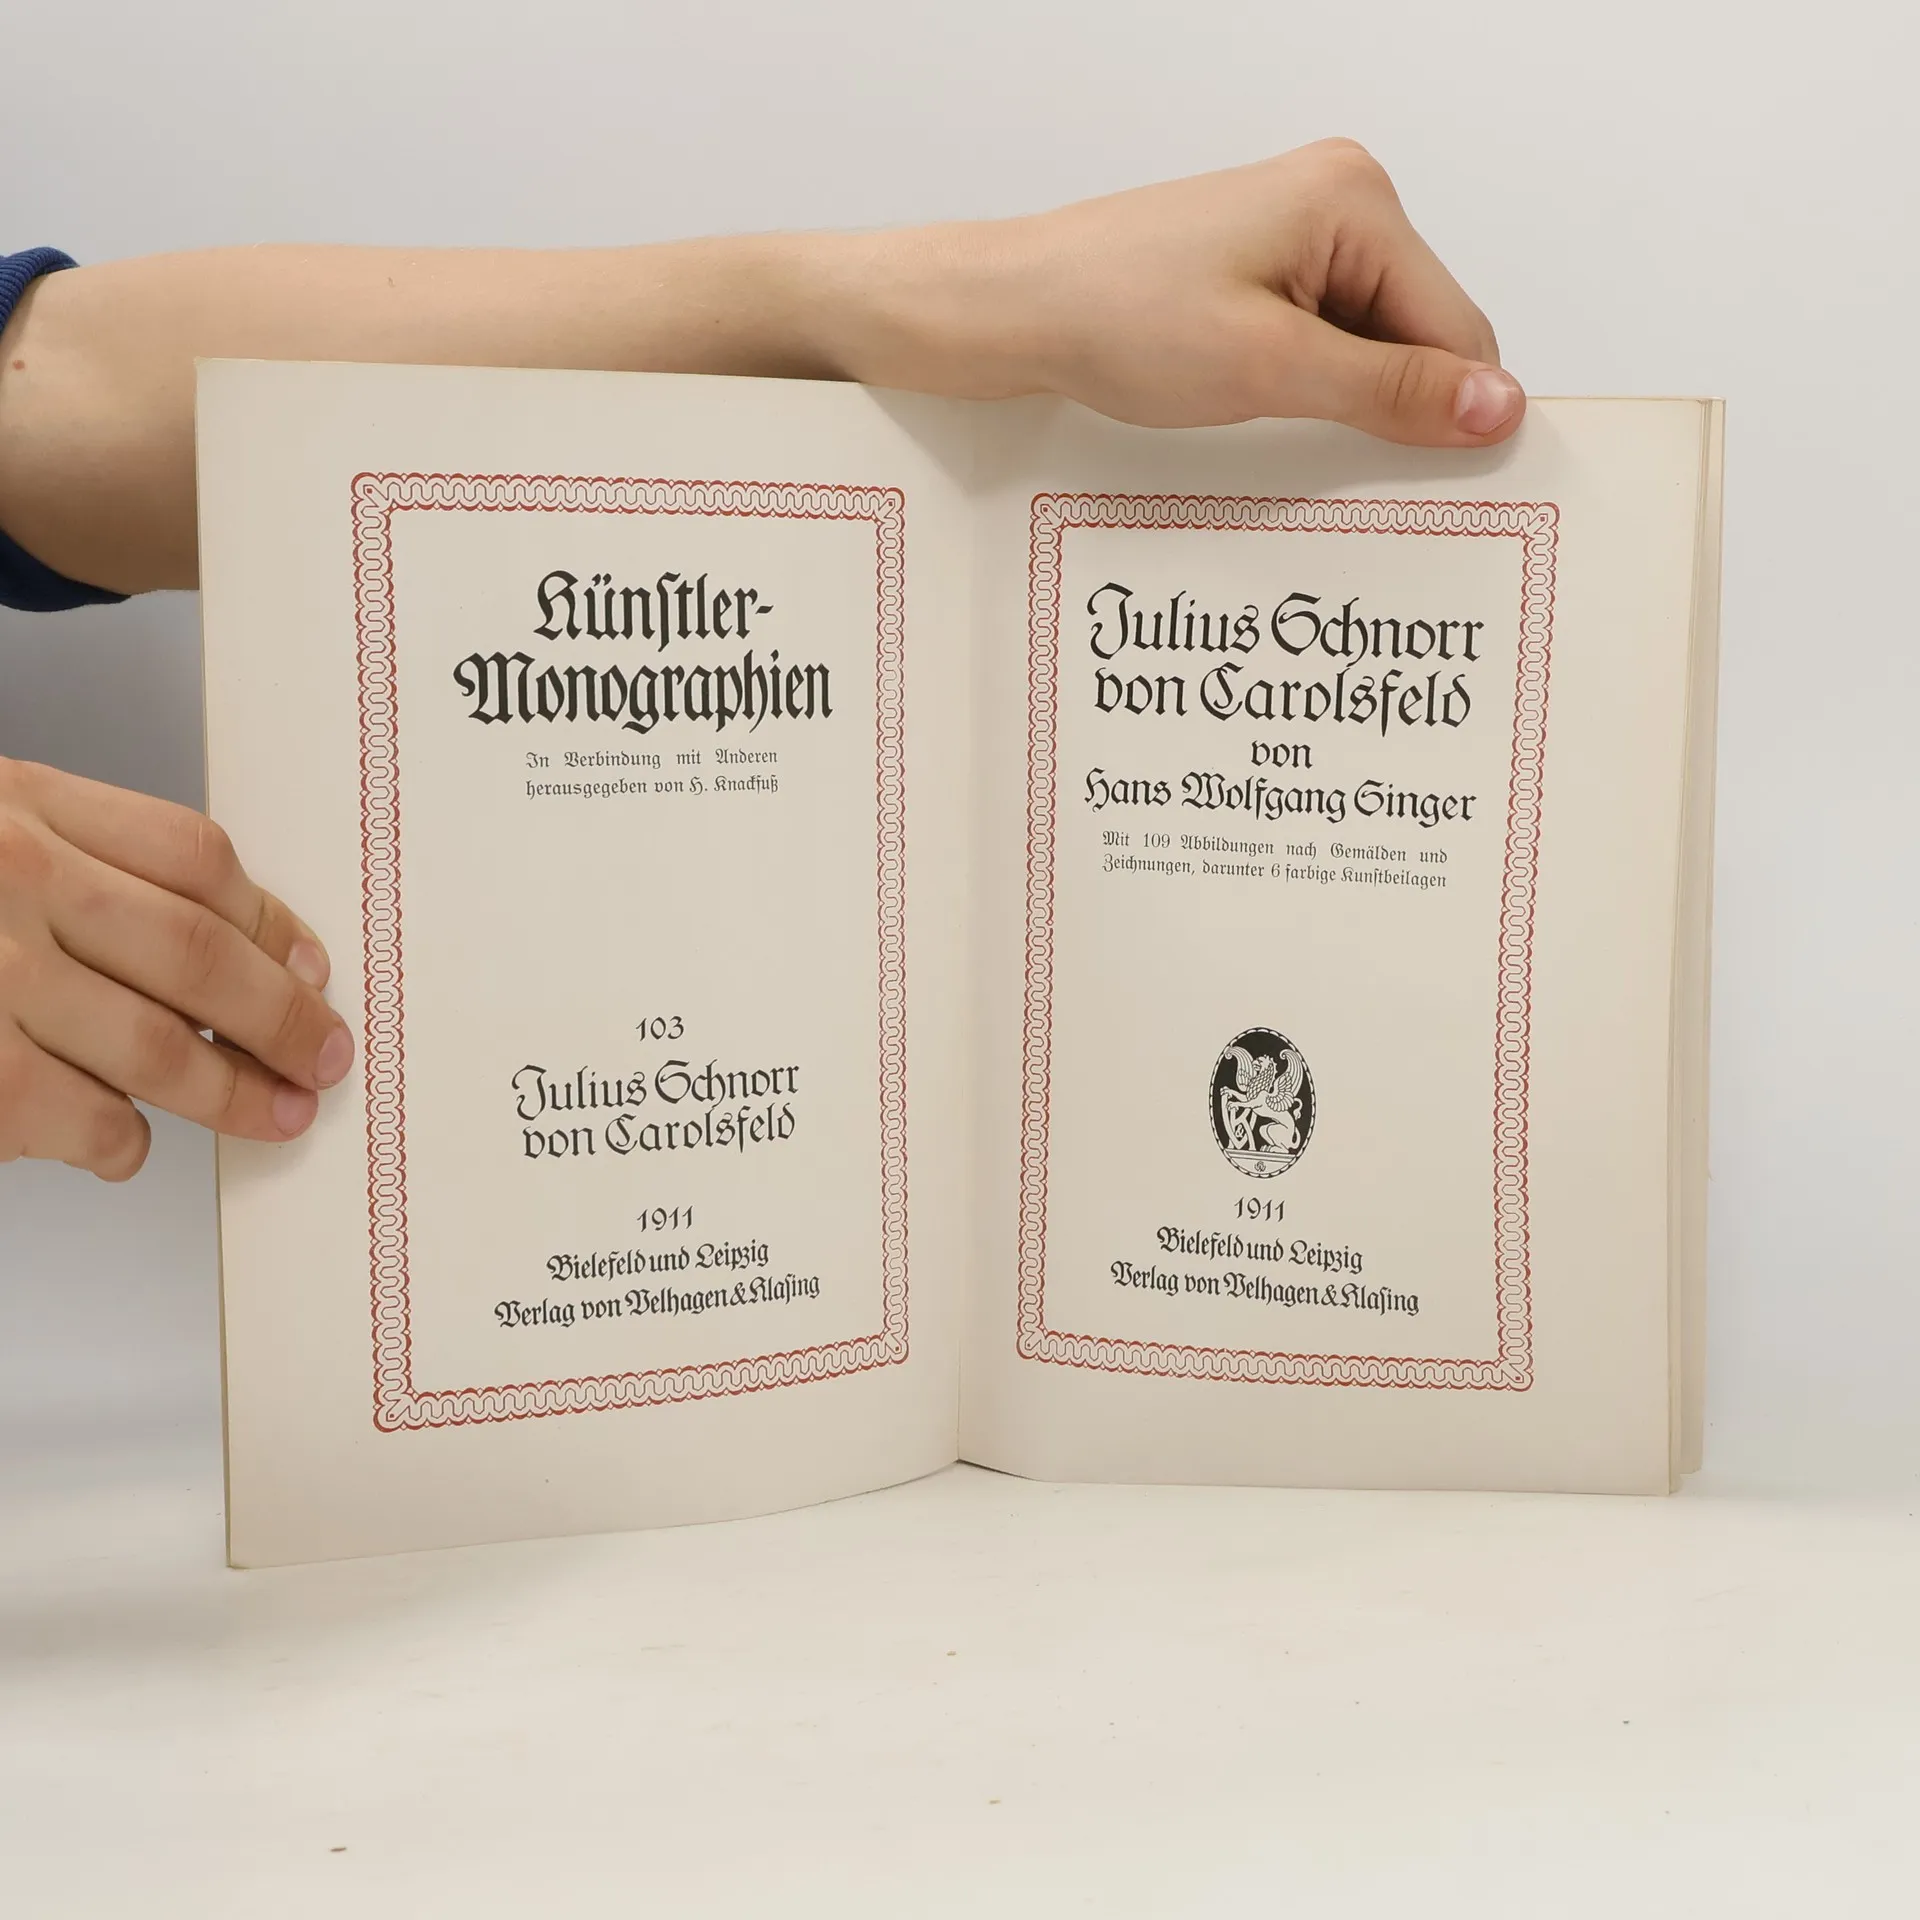 Künstler-
Monographien
In Verbindung mit Anderen
herausgegeben von H. Knackfuß
103
Julius Schnorr
von Carolsfeld
1911
Bielefeld und Leipzig
Verlag von Velhagen & Klasing
Julius Schnorr
von Carolsfeld
von
Hans Wolfgang Singer
Mit 109 Abbildungen nach Gemälden und
Zeichnungen, darunter 6 farbige Kunstbeilagen
1911
Bielefeld und Leipzig
Verlag von Velhagen & Klasing